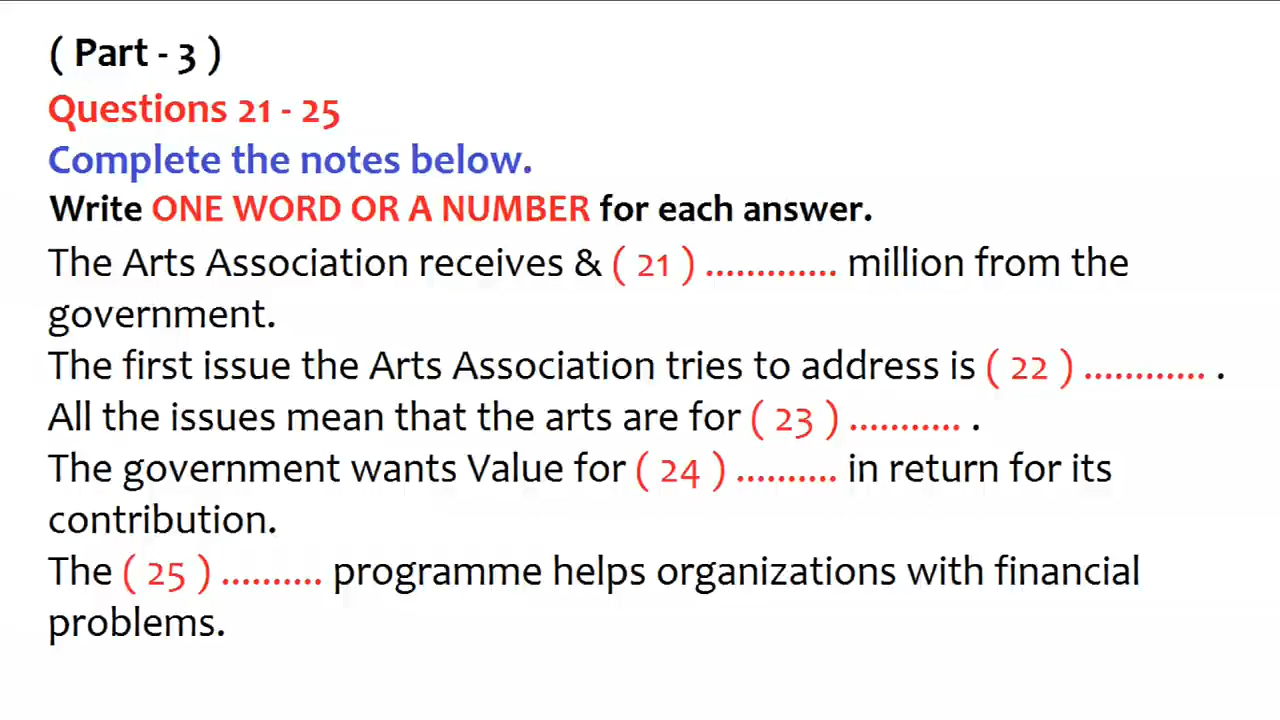 ( Part - 3 )
Questions 21 - 25
Complete the notes below.
Write ONE WORD OR A NUMBER for each answer.
The Arts Association receives & ( 21 ) ............. million from the
government.
The first issue the Arts Association tries to address is ( 22 ) ............ .
All the issues mean that the arts are for ( 23 ) ........... .
The government wants Value for ( 24 ) .......... in return for its
contribution.
The ( 25 ) .......... programme helps organizations with financial
problems.